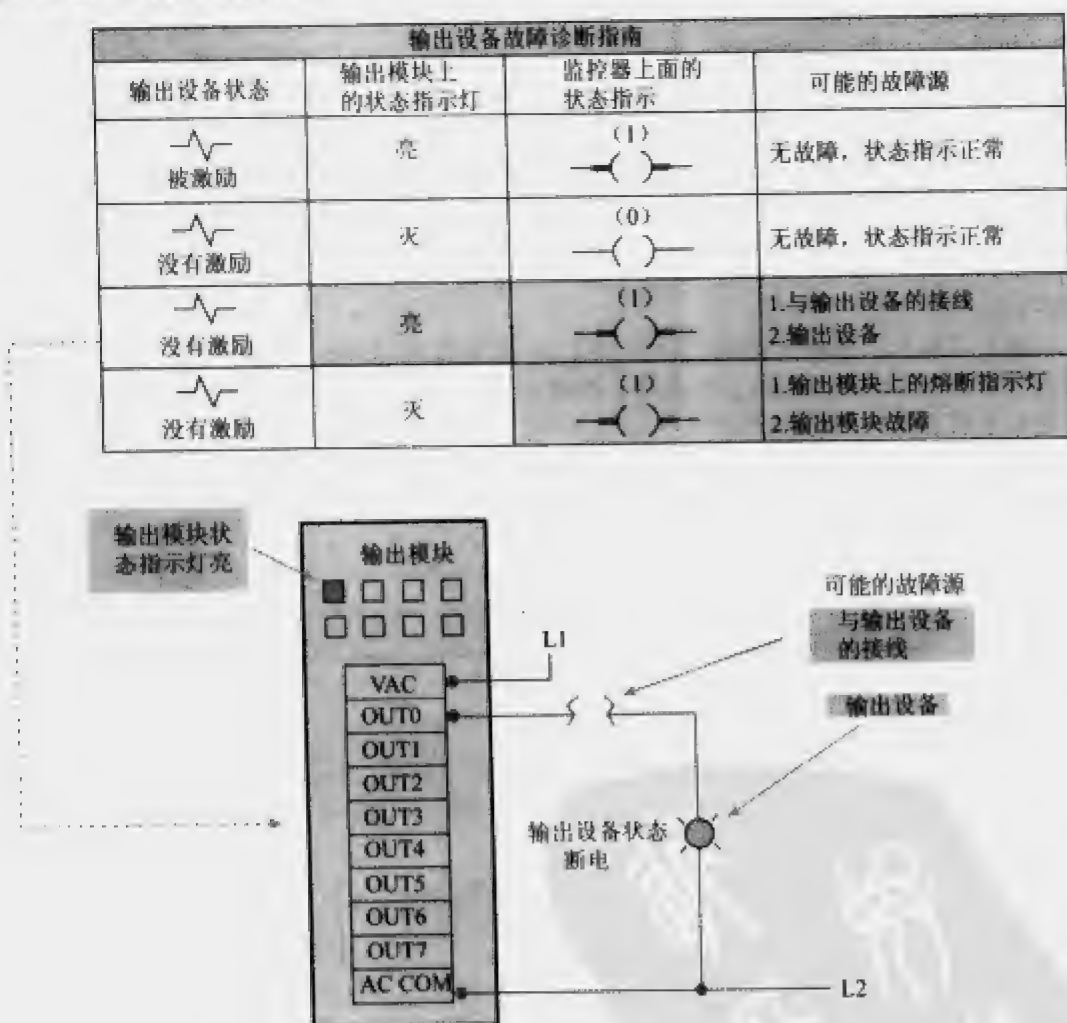 输出设备故障诊断指南
输出设备状态
输出模块上
的状态指示灯
监控器上面的
状态指示
可能的故障源
被激励
亮
(1)
无故障，状态指示正常
没有激励
灭
(0)
无故障，状态指示正常
没有激励
亮
(1)
1.与输出设备的接线
2.输出设备
没有激励
灭
(1)
1.输出模块上的熔断指示灯
2.输出模块故障
输出模块状
态指示灯亮
输出模块
L1
VAC
OUT0
OUT1
OUT2
OUT3
OUT4
OUT5
OUT6
OUT7
AC COM
可能的故障源
与输出设备
的接线
输出设备
输出设备状态
断电
L2